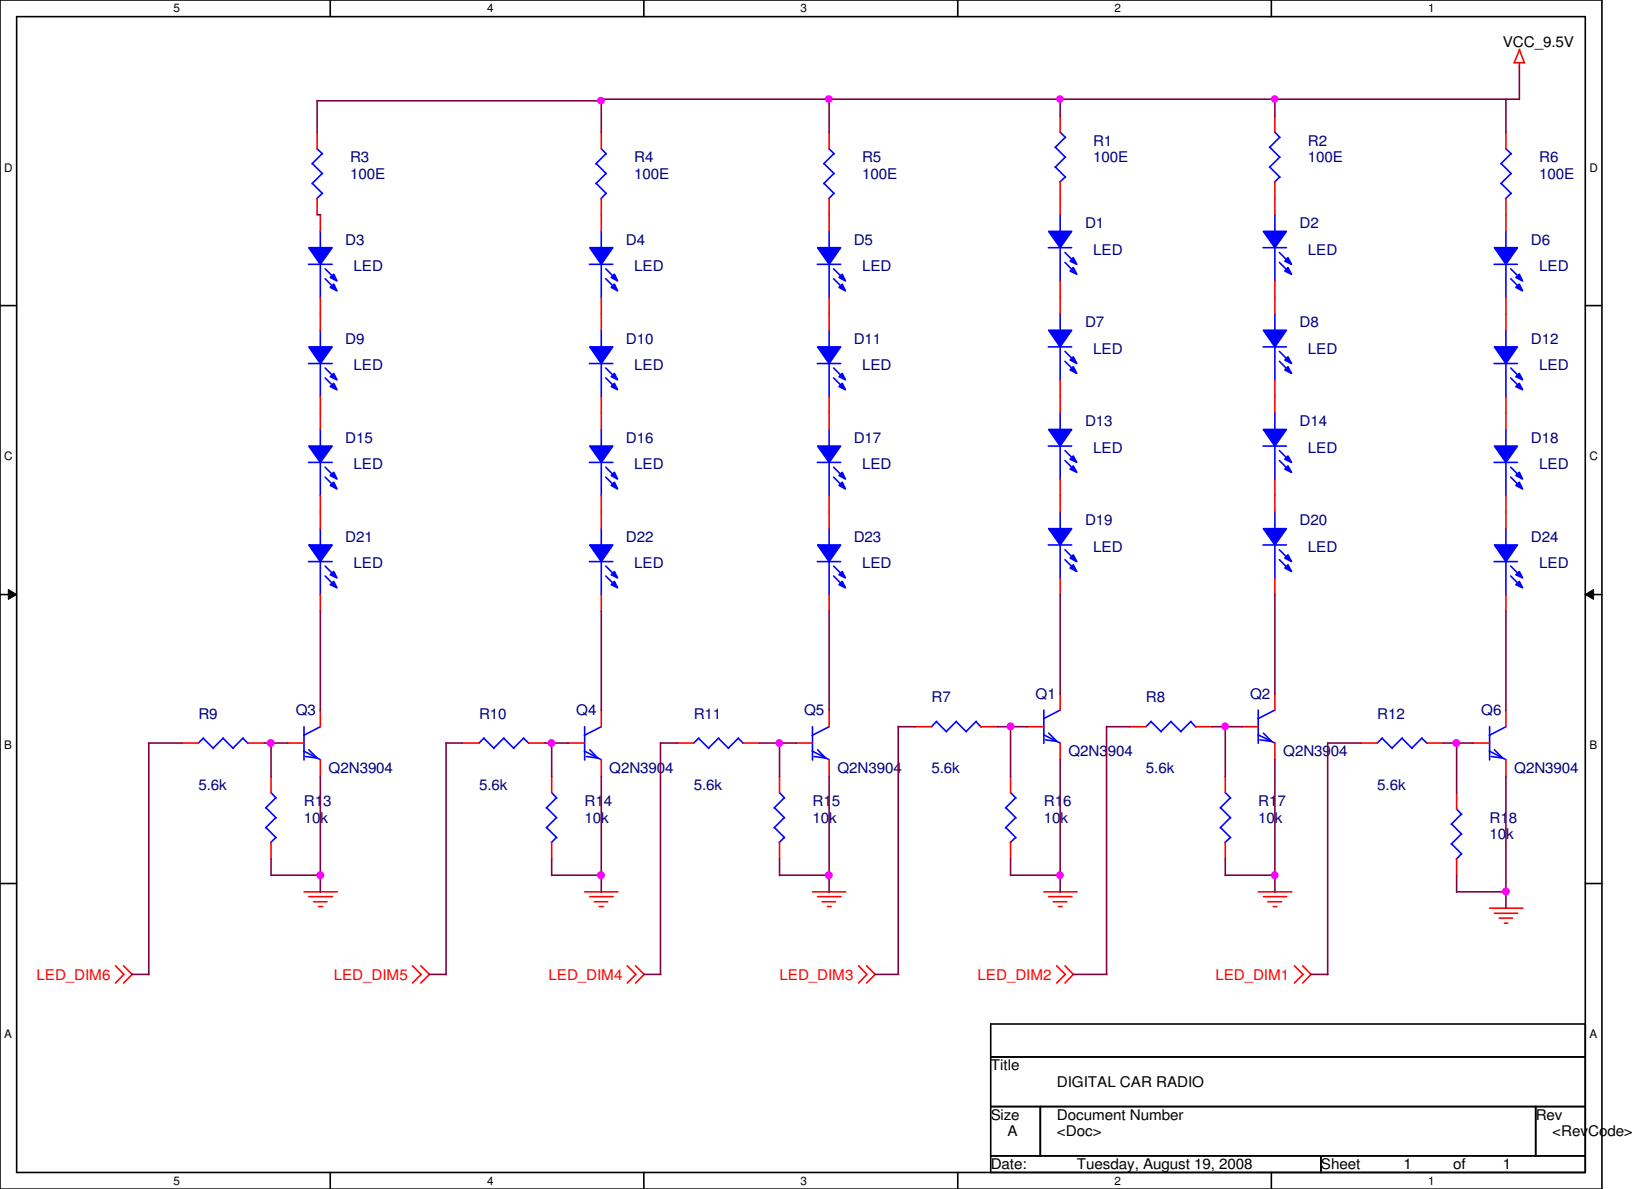 5 4 3 2 1
VCC_9.5V
D D
R3
100E
R4
100E
R5
100E
R1
100E
R2
100E
R6
100E
D3
LED
D4
LED
D5
LED
D1
LED
D2
LED
D6
LED
D9
LED
D10
LED
D11
LED
D7
LED
D8
LED
D12
LED
C C
D15
LED
D16
LED
D17
LED
D13
LED
D14
LED
D18
LED
D21
LED
D22
LED
D23
LED
D19
LED
D20
LED
D24
LED
B B
R9
5.6k
Q3
Q2N3904
R13
10k
R10
5.6k
Q4
Q2N3904
R14
10k
R11
5.6k
Q5
Q2N3904
R15
10k
R7
5.6k
Q1
Q2N3904
R16
10k
R8
5.6k
Q2
Q2N3904
R17
10k
R12
5.6k
Q6
Q2N3904
R18
10k
LED_DIM6 LED_DIM5 LED_DIM4 LED_DIM3 LED_DIM2 LED_DIM1
A A
Title
DIGITAL CAR RADIO
Size Document Number Rev
A <Doc> <RevCode>
Date: Tuesday, August 19, 2008 Sheet 1 of 1
5 4 3 2 1